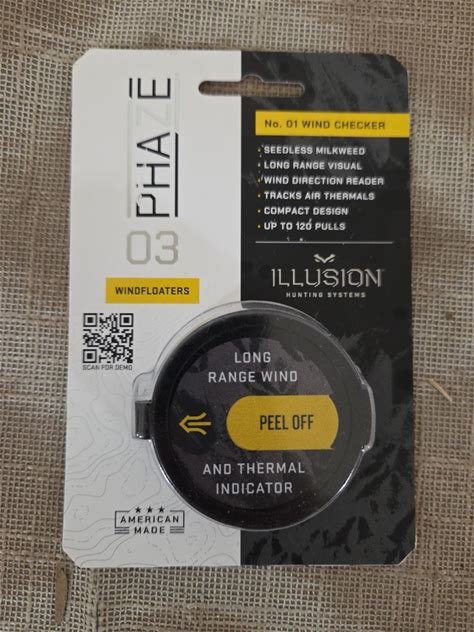 PHAZE
03
WINDFLOATERS
SCAN FOR DEMO
AMERICAN
MADE
No. 01 WIND CHECKER
• SEEDLESS MILKWEED
• LONG RANGE VISUAL
• WIND DIRECTION READER
• TRACKS AIR THERMALS
• COMPACT DESIGN
• UP TO 120 PULLS
ILLUSION
HUNTING SYSTEMS
LONG
RANGE WIND
PEEL OFF
AND THERMAL
INDICATOR